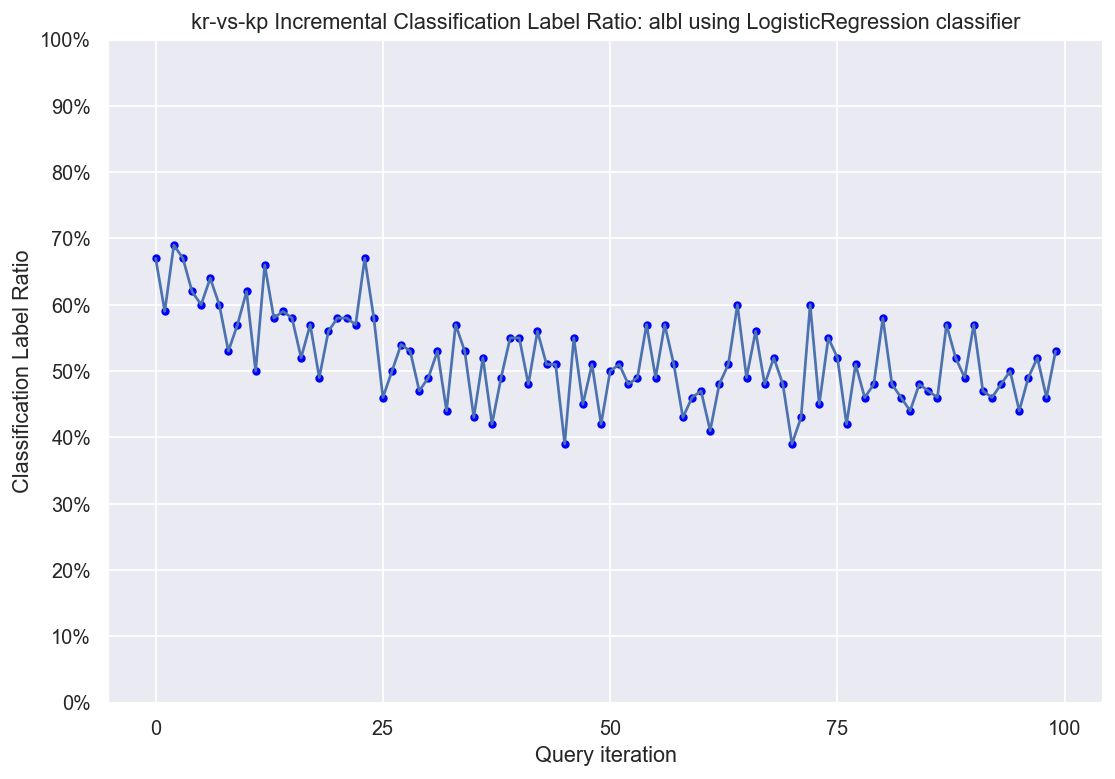 kr-vs-kp Incremental Classification Label Ratio: albl using LogisticRegression classifier
100%
90%
80%
70%
60%
50%
40%
30%
20%
10%
0%
Classification Label Ratio
0 25 50 75 100
Query iteration